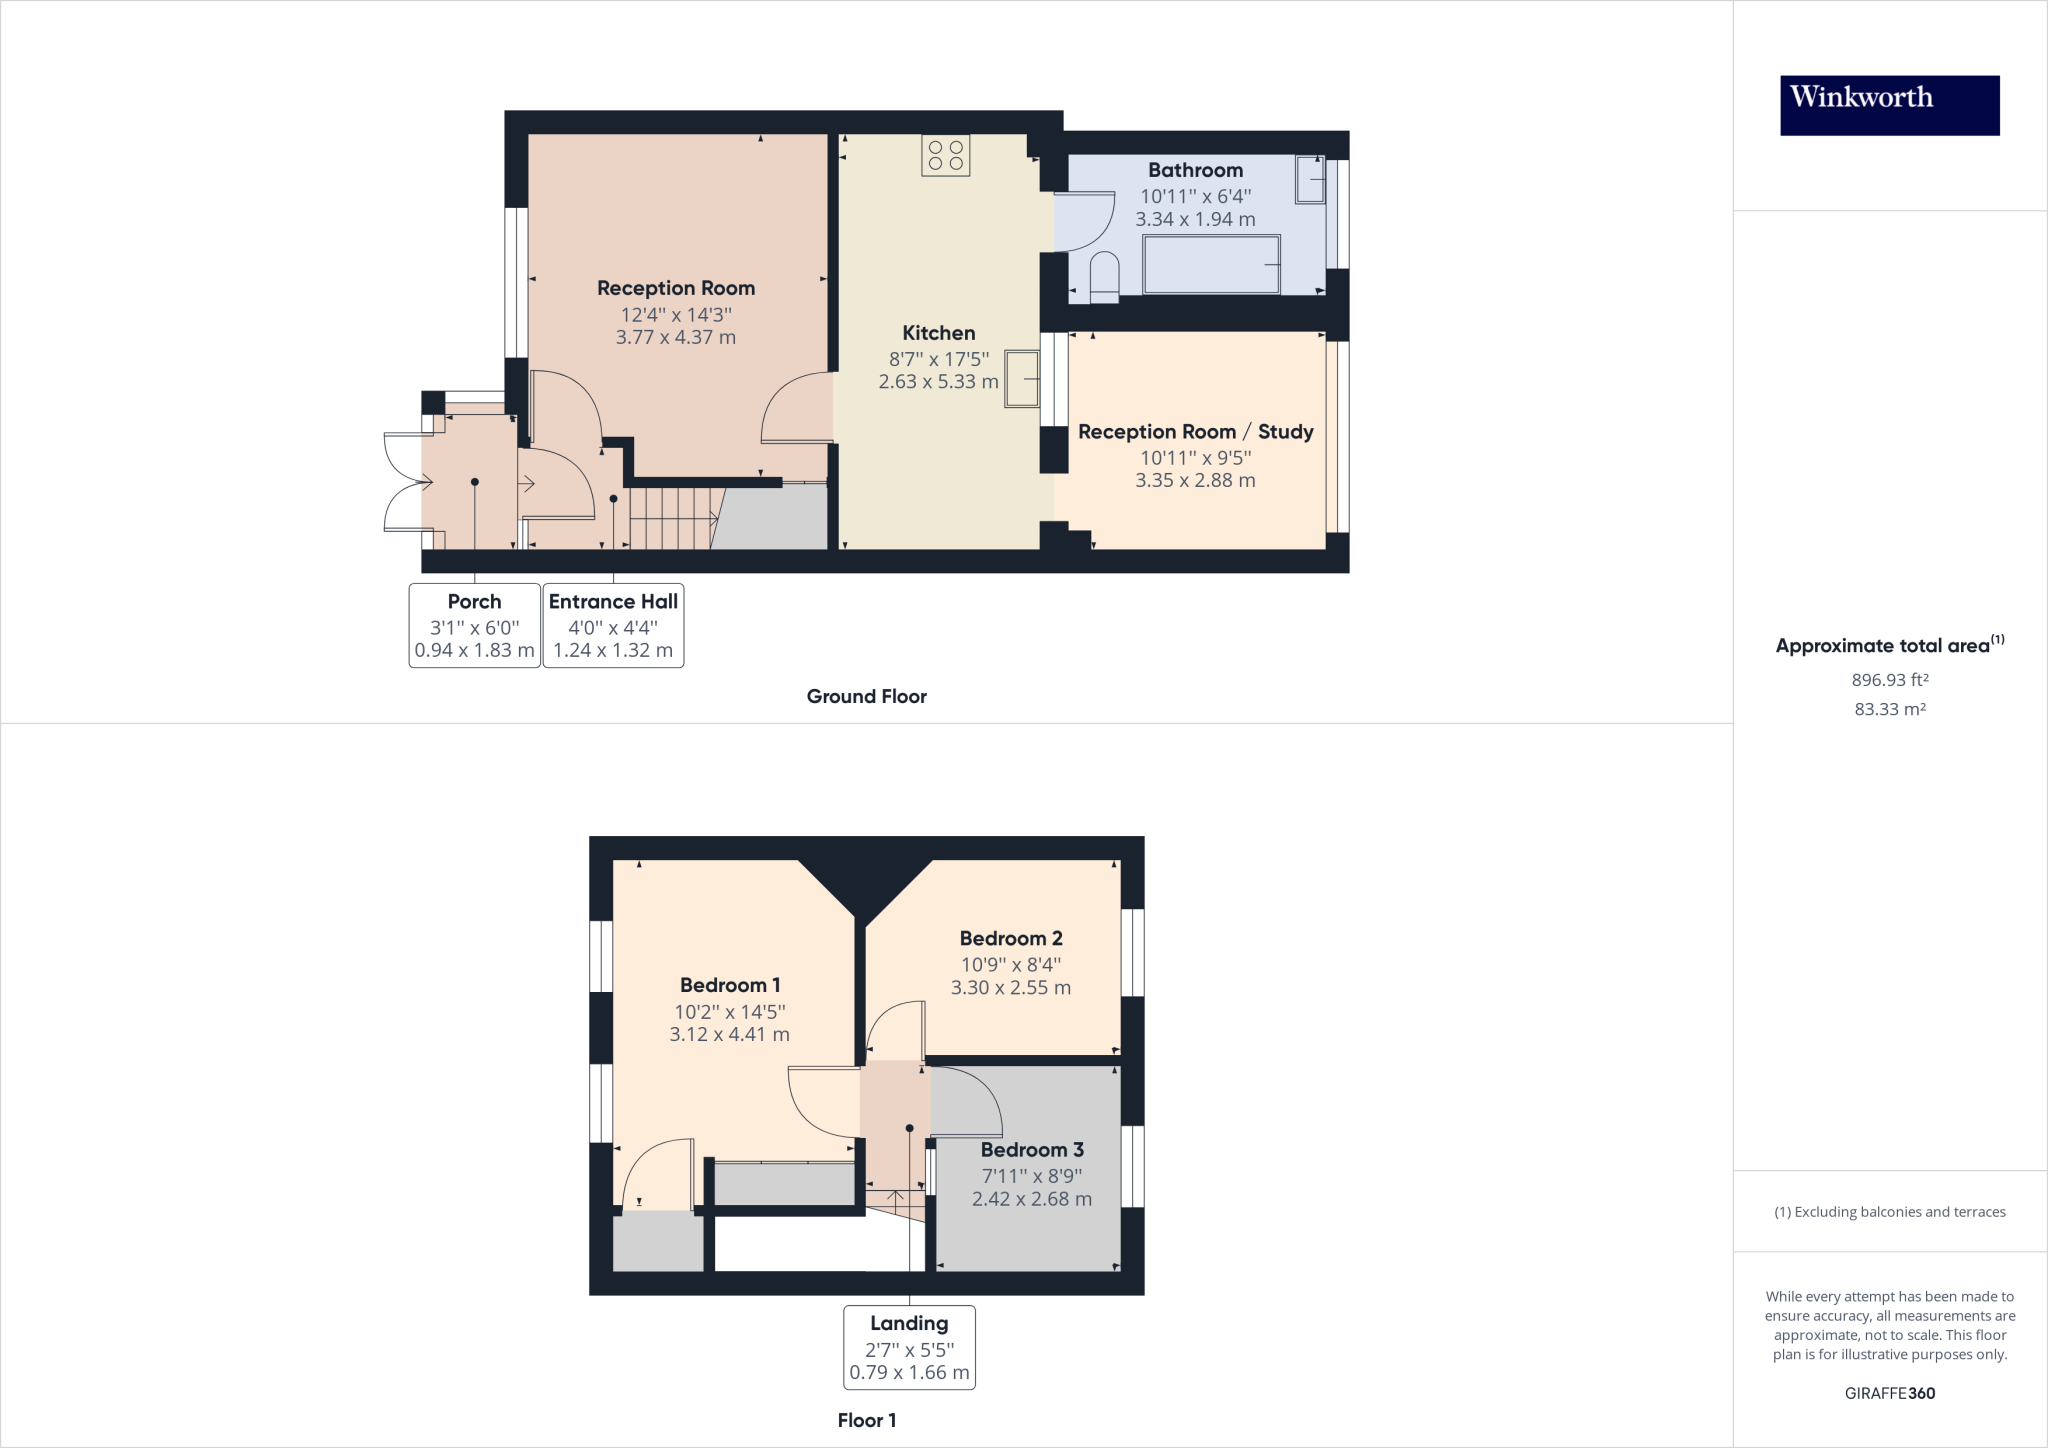 Bathroom
10'11" x 6'4"
3.34 x 1.94 m
Reception Room
12'4" x 14'3"
3.77 x 4.37 m
Kitchen
8'7" x 17'5"
2.63 x 5.33 m
Reception Room / Study
10'11" x 9'5"
3.35 x 2.88 m
Porch
3'1" x 6'0"
0.94 x 1.83 m
Entrance Hall
4'0" x 4'4"
1.24 x 1.32 m
Ground Floor
Bedroom 2
10'9" x 8'4"
3.30 x 2.55 m
Bedroom 1
10'2" x 14'5"
3.12 x 4.41 m
Bedroom 3
7'11" x 8'9"
2.42 x 2.68 m
Landing
2'7" x 5'5"
0.79 x 1.66 m
Floor 1
Winkworth
Approximate total area(1)
896.93 ft²
83.33 m²
(1) Excluding balconies and terraces
While every attempt has been made to
ensure accuracy, all measurements are
approximate, not to scale. This floor
plan is for illustrative purposes only.
GIRAFFE360